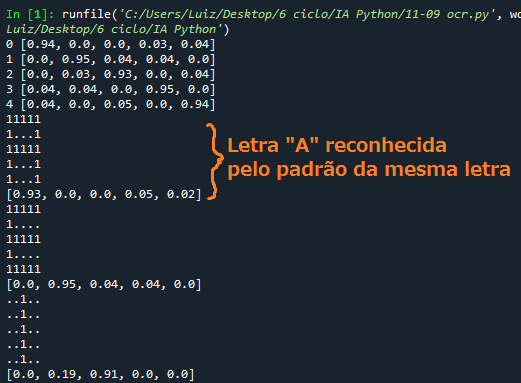 In [1]: runfile('C:/Users/Luiz/Desktop/6 ciclo/IA Python/11-09 ocr.py', wo
Luiz/Desktop/6 ciclo/IA Python')
0 [0.94, 0.0, 0.0, 0.03, 0.04]
1 [0.0, 0.95, 0.04, 0.04, 0.0]
2 [0.0, 0.03, 0.93, 0.0, 0.04]
3 [0.04, 0.04, 0.0, 0.95, 0.0]
4 [0.04, 0.0, 0.05, 0.0, 0.94]
11111
1...1
11111
1...1
1...1
Letra "A" reconhecida
pelo padrão da mesma letra
[0.93, 0.0, 0.0, 0.05, 0.02]
11111
1....
11111
1....
11111
[0.0, 0.95, 0.04, 0.04, 0.0]
..1..
..1..
..1..
..1..
..1..
[0.0, 0.19, 0.91, 0.0, 0.0]